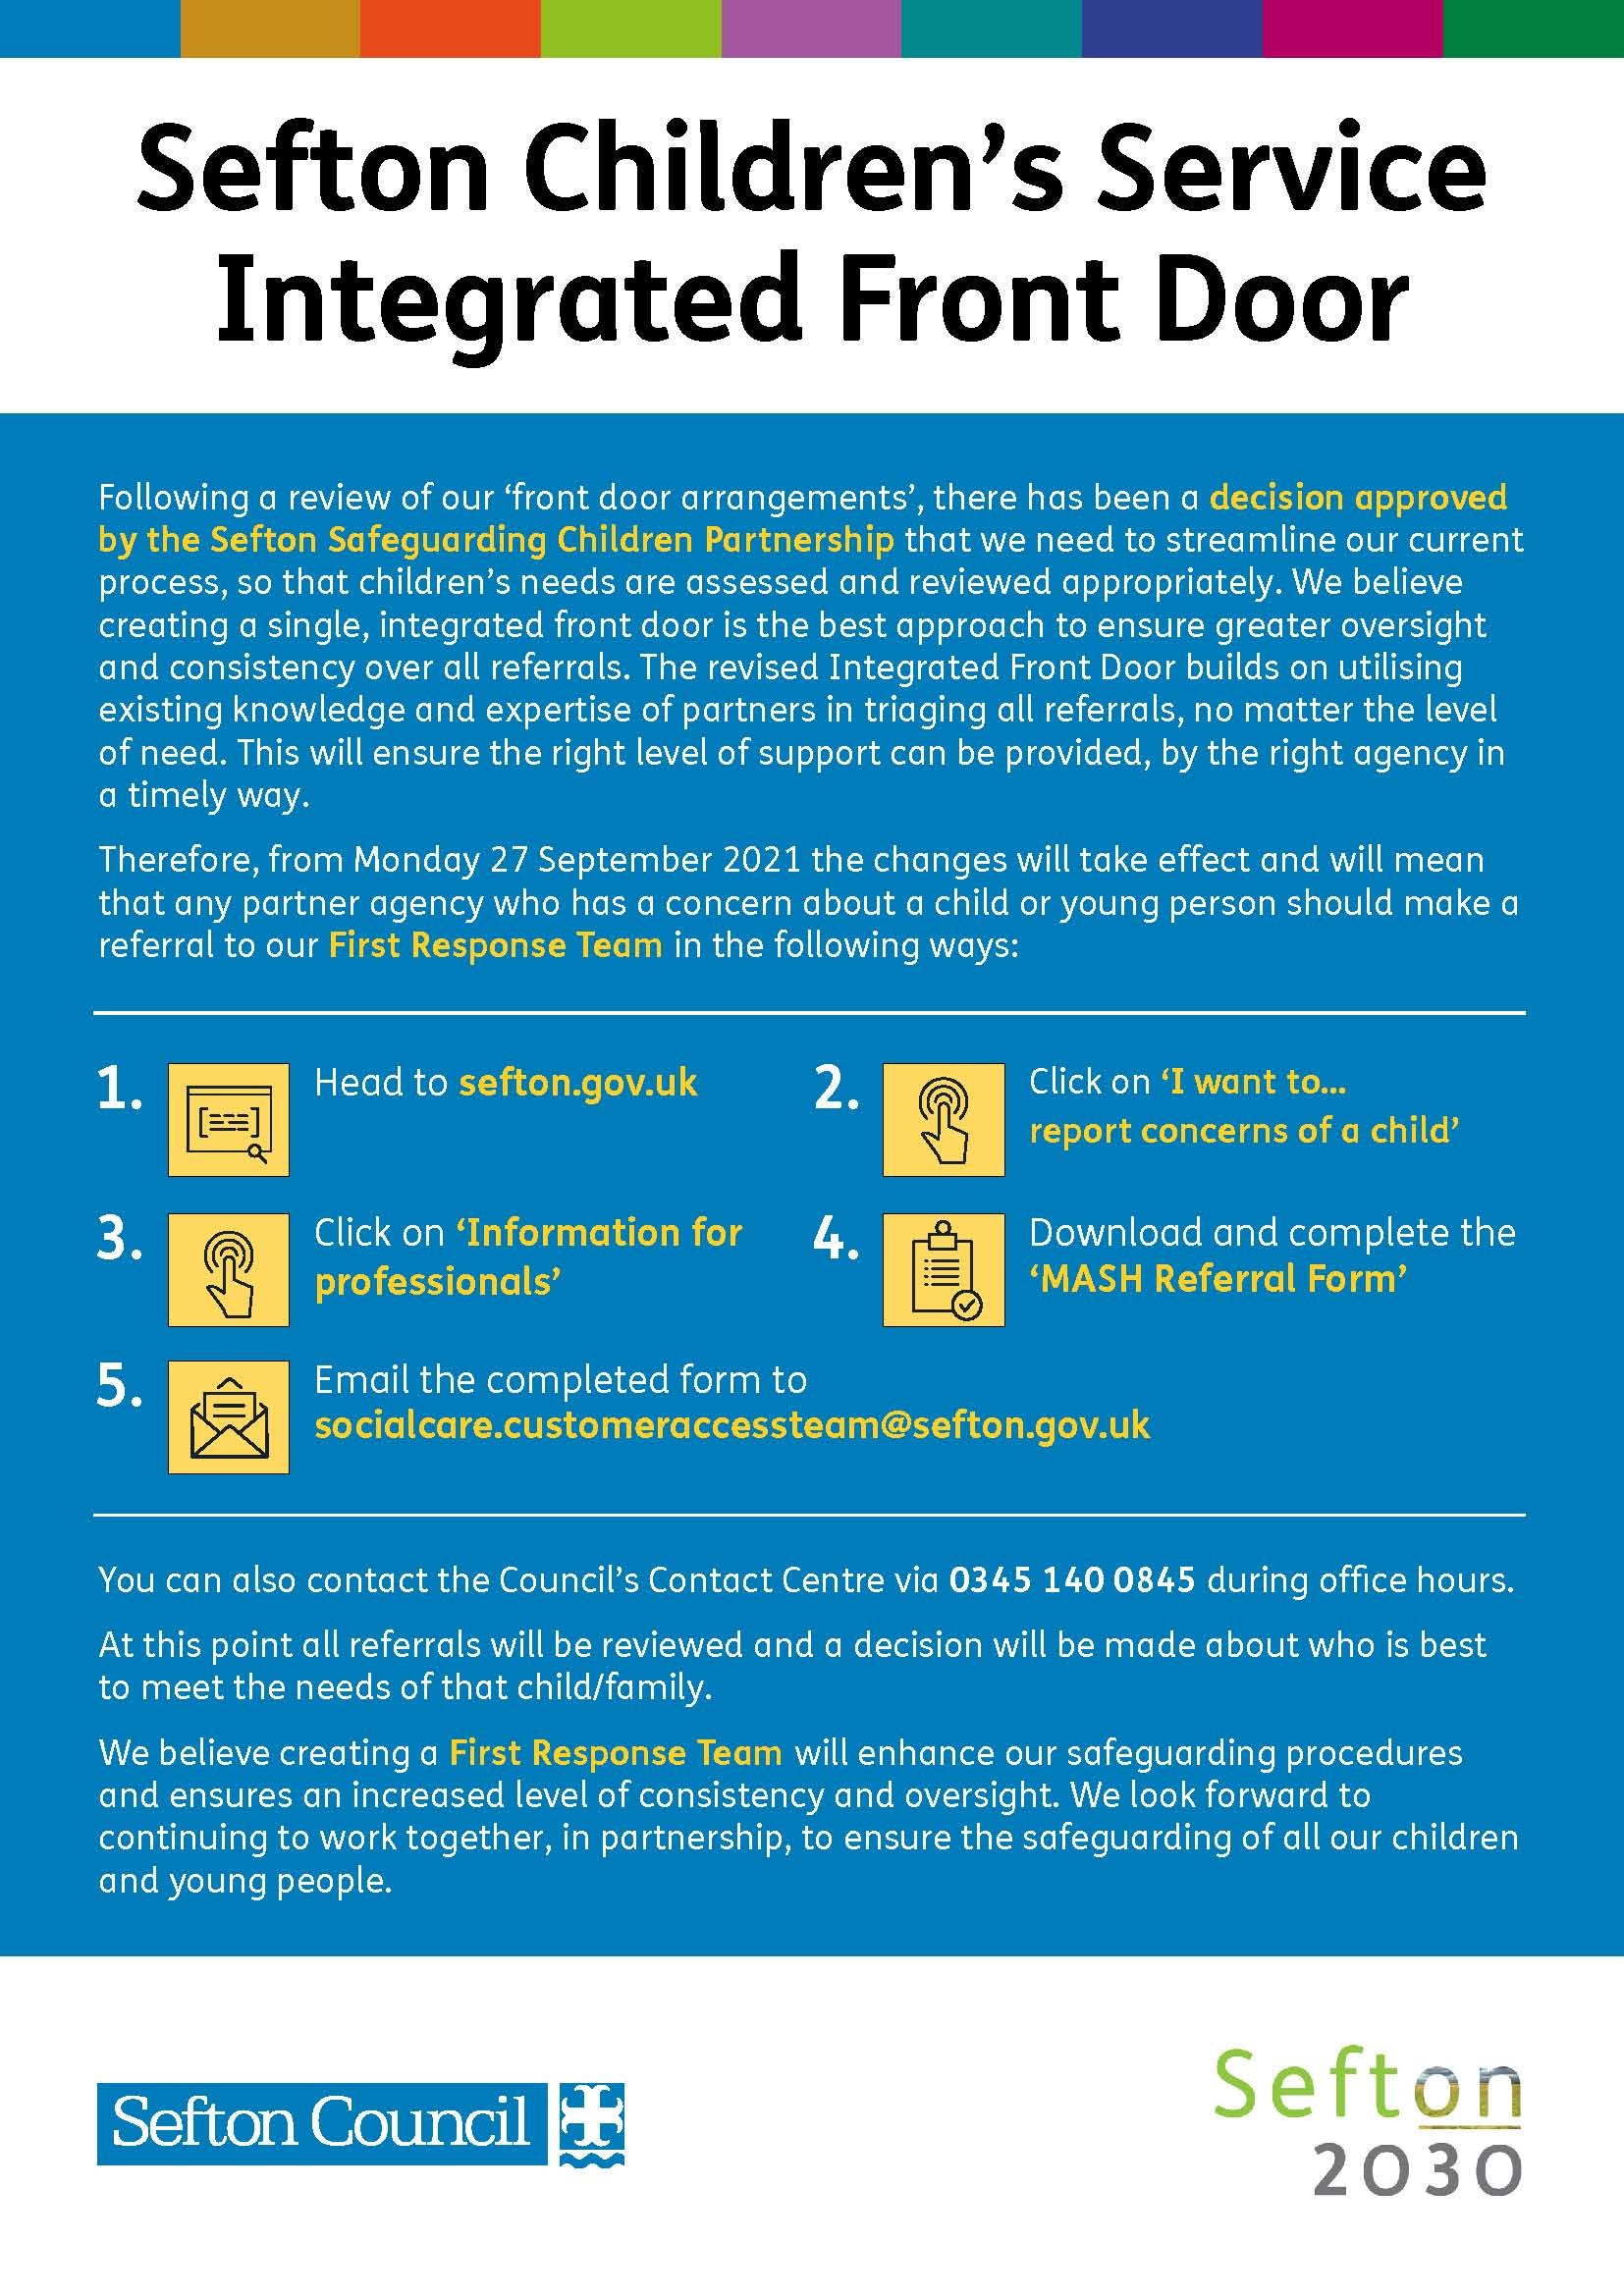 Sefton Children’s Service
Integrated Front Door
Following a review of our ‘front door arrangements’, there has been a decision approved
by the Sefton Safeguarding Children Partnership that we need to streamline our current
process, so that children’s needs are assessed and reviewed appropriately. We believe
creating a single, integrated front door is the best approach to ensure greater oversight
and consistency over all referrals. The revised Integrated Front Door builds on utilising
existing knowledge and expertise of partners in triaging all referrals, no matter the level
of need. This will ensure the right level of support can be provided, by the right agency in
a timely way.
Therefore, from Monday 27 September 2021 the changes will take effect and will mean
that any partner agency who has a concern about a child or young person should make a
referral to our First Response Team in the following ways:
1. Head to sefton.gov.uk
2. Click on ‘I want to...
report concerns of a child’
3. Click on ‘Information for
professionals’
4. Download and complete the
‘MASH Referral Form’
5. Email the completed form to
socialcare.customeraccessteam@sefton.gov.uk
You can also contact the Council’s Contact Centre via 0345 140 0845 during office hours.
At this point all referrals will be reviewed and a decision will be made about who is best
to meet the needs of that child/family.
We believe creating a First Response Team will enhance our safeguarding procedures
and ensures an increased level of consistency and oversight. We look forward to
continuing to work together, in partnership, to ensure the safeguarding of all our children
and young people.
Sefton Council
Sefton
2030